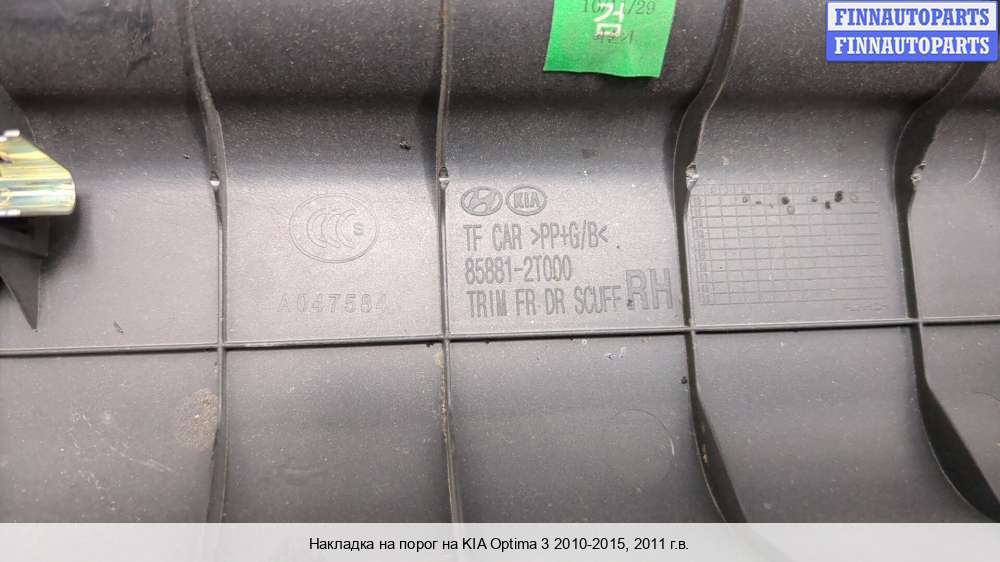 FINNAUTOPARTS
FINNAUTOPARTS
KIA
TF CAR >PP+G/B<
85881-2T000
TRIM FR DR SCUFF RH
S
A047584
Накладка на порог на KIA Optima 3 2010-2015, 2011 г.в.